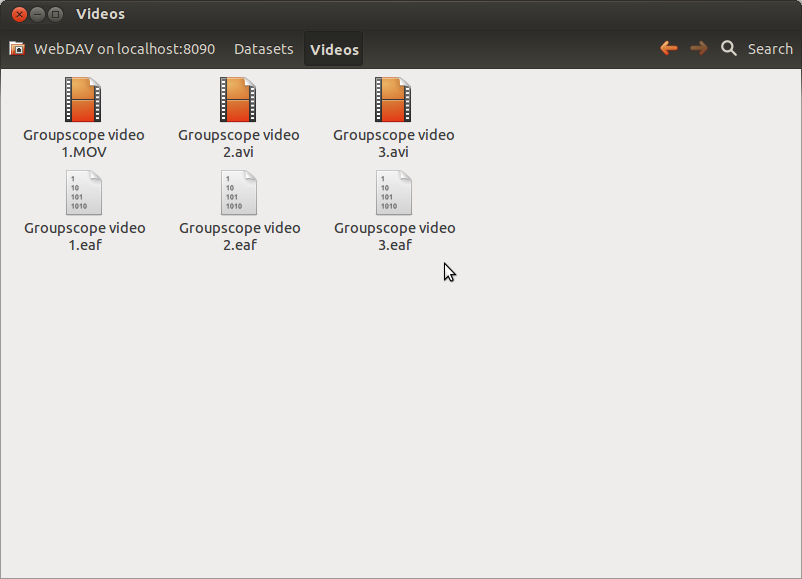 Videos
WebDAV on localhost:8090 Datasets Videos Search
Groupscope video Groupscope video Groupscope video
1.MOV 2.avi 3.avi
1 1 1
10 10 10
101 101 101
1010 1010 1010
Groupscope video Groupscope video Groupscope video
1.eaf 2.eaf 3.eaf